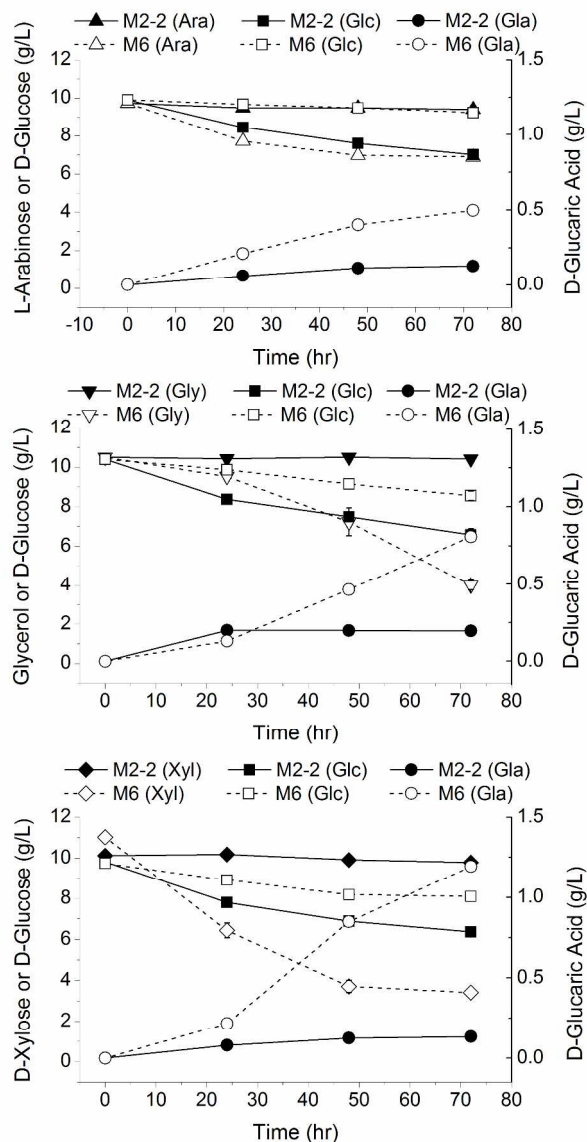 M2-2 (Ara) M2-2 (Glc) M2-2 (Gla)
M6 (Ara) M6 (Glc) M6 (Gla)
L-Arabinose or D-Glucose (g/L)
12
10
8
6
4
2
0
1.5
1.0
0.5
0.0
D-Glucaric Acid (g/L)
-10 0 10 20 30 40 50 60 70 80
Time (hr)
M2-2 (Gly) M2-2 (Glc) M2-2 (Gla)
M6 (Gly) M6 (Glc) M6 (Gla)
Glycerol or D-Glucose (g/L)
12
10
8
6
4
2
0
1.5
1.0
0.5
0.0
D-Glucaric Acid (g/L)
0 10 20 30 40 50 60 70 80
Time (hr)
M2-2 (Xyl) M2-2 (Glc) M2-2 (Gla)
M6 (Xyl) M6 (Glc) M6 (Gla)
D-Xylose or D-Glucose (g/L)
12
10
8
6
4
2
0
1.5
1.0
0.5
0.0
D-Glucaric Acid (g/L)
0 10 20 30 40 50 60 70 80
Time (hr)